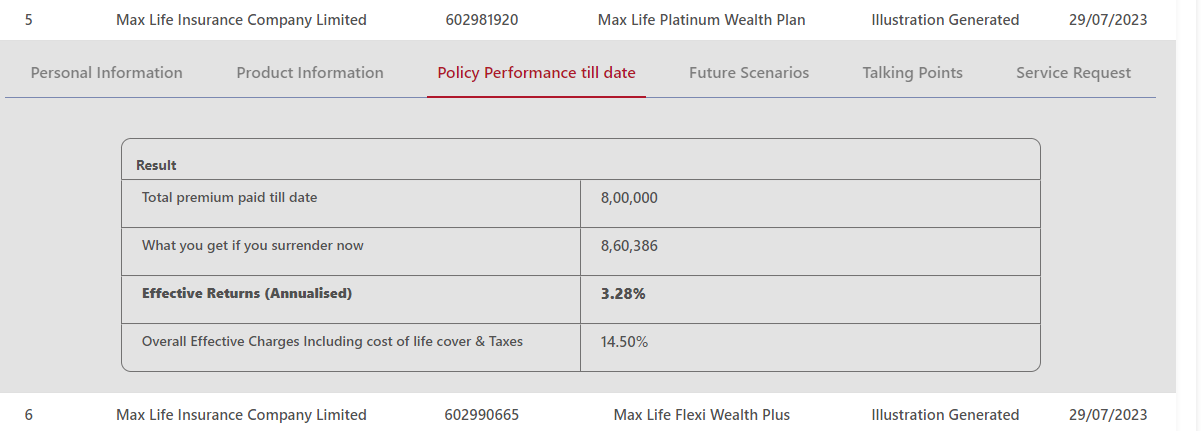 5 Max Life Insurance Company Limited 602981920 Max Life Platinum Wealth Plan Illustration Generated 29/07/2023
Personal Information Product Information Policy Performance till date Future Scenarios Talking Points Service Request
Result
Total premium paid till date 8,00,000
What you get if you surrender now 8,60,386
Effective Returns (Annualised) 3.28%
Overall Effective Charges Including cost of life cover & Taxes 14.50%
6 Max Life Insurance Company Limited 602990665 Max Life Flexi Wealth Plus Illustration Generated 29/07/2023